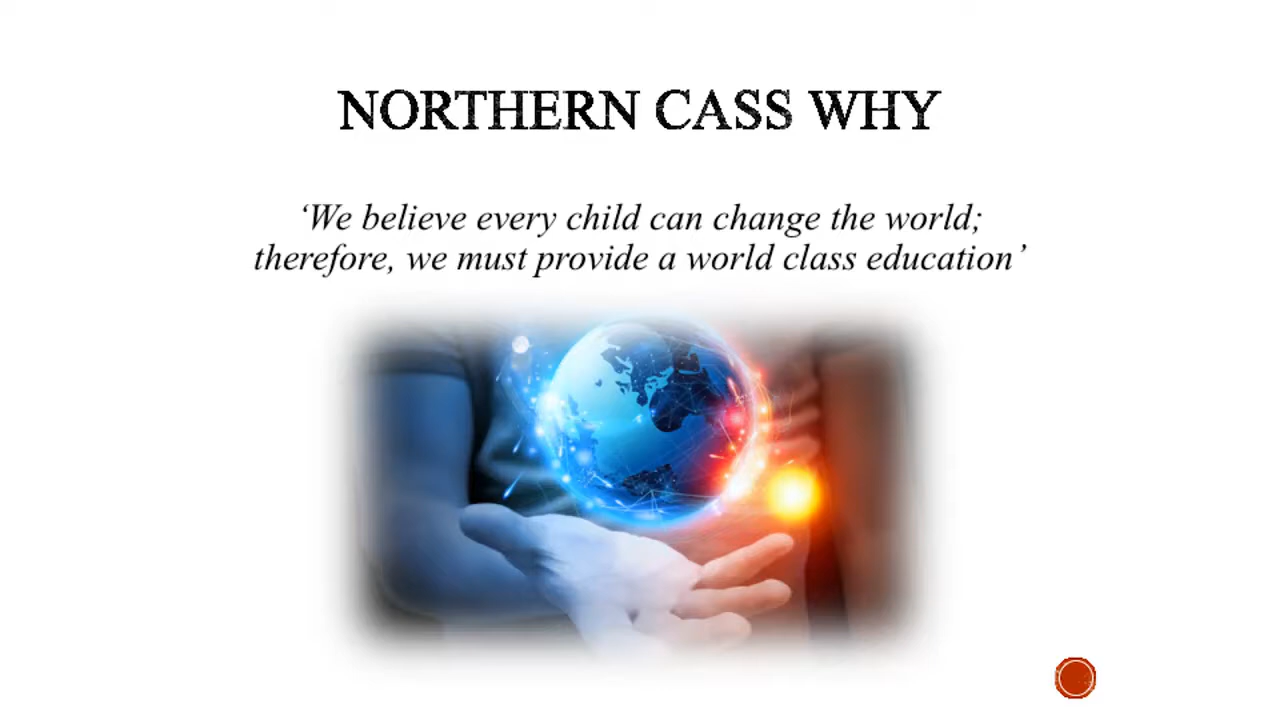 NORTHERN CASS WHY
‘We believe every child can change the world;
therefore, we must provide a world class education’